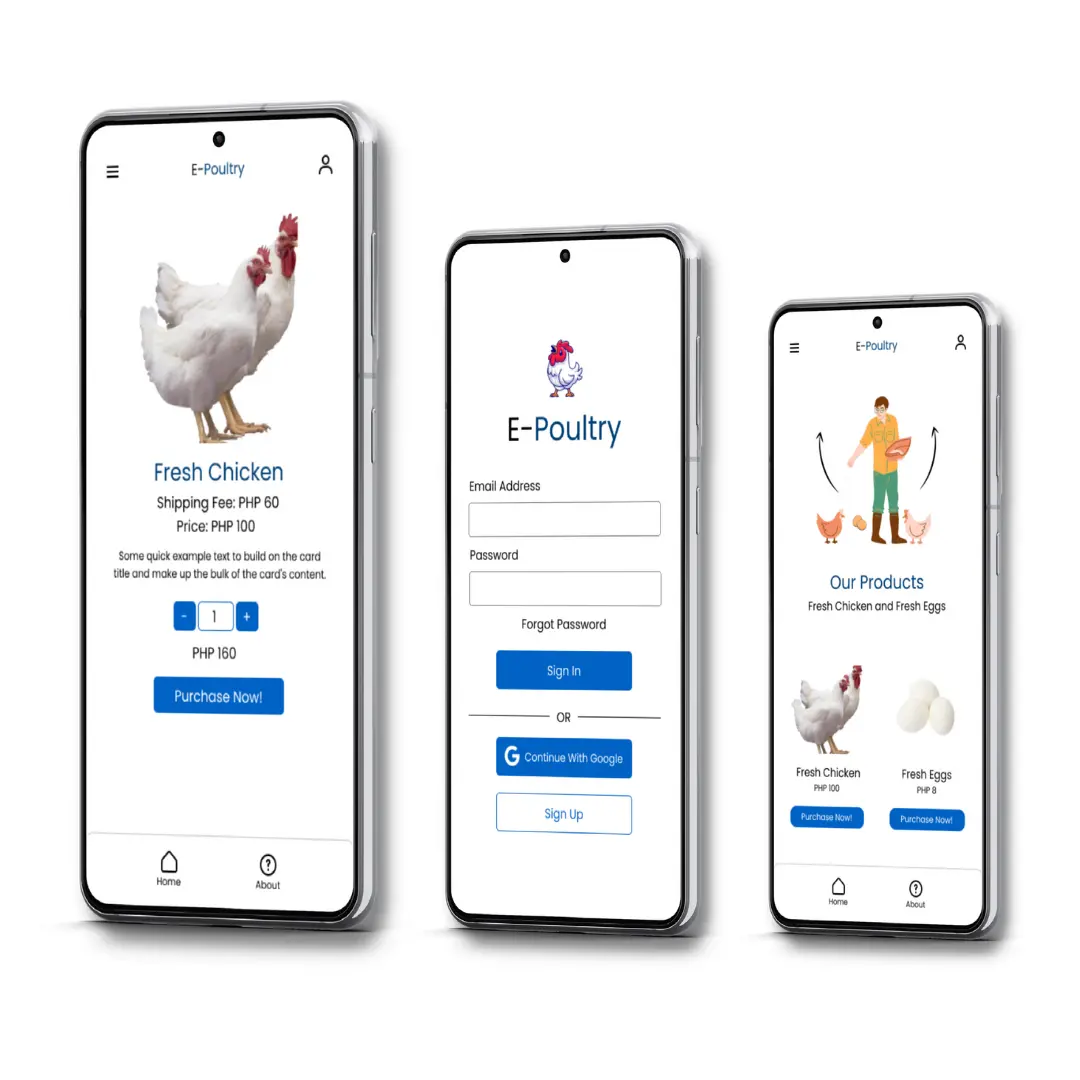 E-Poultry
Fresh Chicken
Shipping Fee: PHP 60
Price: PHP 100
Some quick example text to build on the card
title and make up the bulk of the card's content.
- 1 +
PHP 160
Purchase Now!
Home About
E-Poultry
Email Address
Password
Forgot Password
Sign In
OR
G Continue With Google
Sign Up
E-Poultry
Our Products
Fresh Chicken and Fresh Eggs
Fresh Chicken Fresh Eggs
PHP 100 PHP 8
Purchase Now! Purchase Now!
Home About